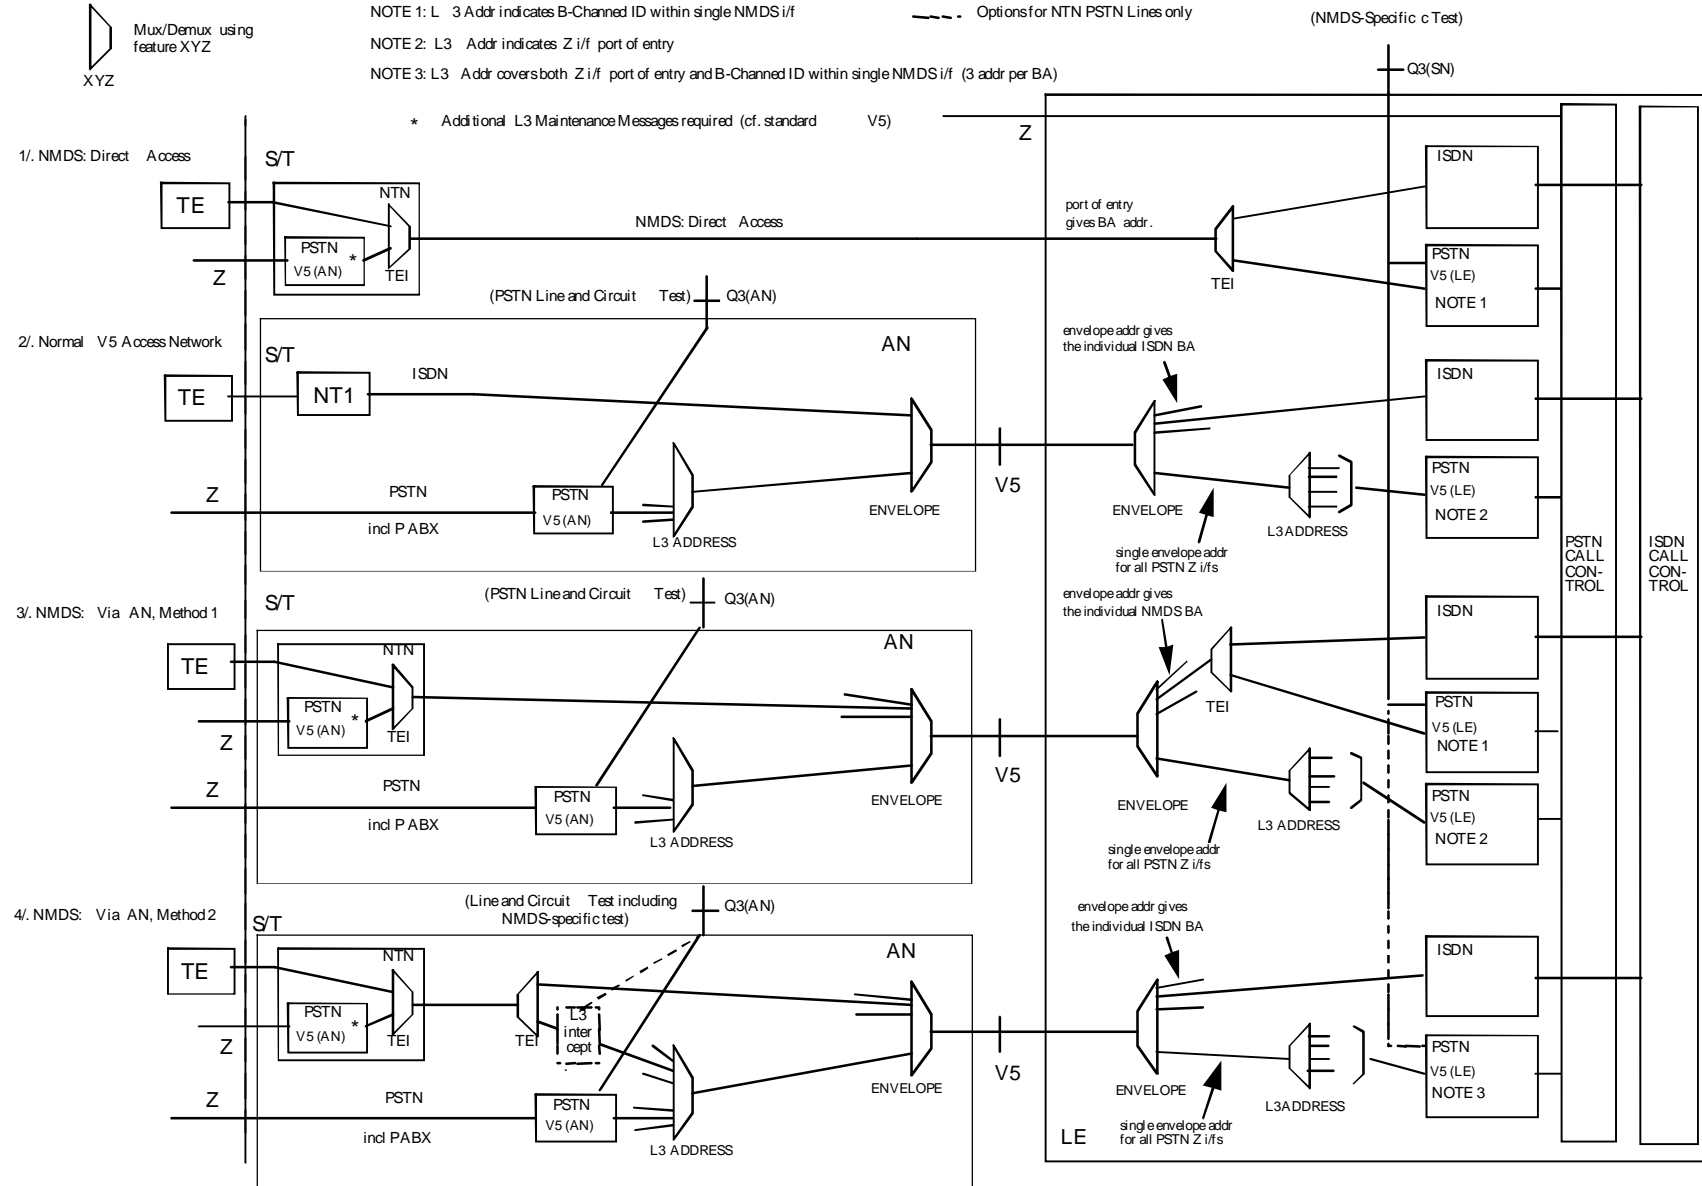 Mux/Demux using
feature XYZ
XYZ
NOTE 1: L 3 Addr indicates B-Channed ID within single NMDS i/f
NOTE 2: L3 Addr indicates Z i/f port of entry
NOTE 3: L3 Addr covers both Z i/f port of entry and B-Channed ID within single NMDS i/f (3 addr per BA)
* Additional L3 Maintenance Messages required (cf. standard V5)
Options for NTN PSTN Lines only
(NMDS-Specific c Test)
Q3(SN)
Z
1/. NMDS: Direct Access
S/T
TE
NTN
PSTN
V5 (AN)
*
TEI
Z
NMDS: Direct Access
port of entry
gives BA addr.
TEI
ISDN
PSTN
V5 (LE)
NOTE 1
(PSTN Line and Circuit Test)
Q3(AN)
2/. Normal V5 Access Network
S/T
AN
TE
NT1
ISDN
Z
PSTN
incl PABX
PSTN
V5 (AN)
L3 ADDRESS
ENVELOPE
V5
envelope addr gives
the individual ISDN BA
ENVELOPE
single envelope addr
for all PSTN Z i/fs
L3ADDRESS
ISDN
PSTN
V5 (LE)
NOTE 2
PSTN
CALL
CON-
TROL
ISDN
CALL
CON-
TROL
(PSTN Line and Circuit Test)
Q3(AN)
3/. NMDS: Via AN, Method 1
S/T
AN
TE
NTN
PSTN
V5 (AN)
*
TEI
Z
Z
PSTN
incl PABX
PSTN
V5 (AN)
L3 ADDRESS
ENVELOPE
V5
envelope addr gives
the individual NMDS BA
TEI
ENVELOPE
single envelope addr
for all PSTN Z i/fs
L3 ADDRESS
ISDN
PSTN
V5 (LE)
NOTE 1
PSTN
V5 (LE)
NOTE 2
(Line and Circuit Test including
NMDS-specific test)
Q3(AN)
4/. NMDS: Via AN, Method 2
S/T
AN
TE
NTN
PSTN
V5 (AN)
*
TEI
Z
TEI
L3
inter
cept
Z
PSTN
incl PABX
PSTN
V5 (AN)
L3 ADDRESS
ENVELOPE
V5
envelope addr gives
the individual ISDN BA
ENVELOPE
single envelope addr
for all PSTN Z i/fs
L3ADDRESS
ISDN
PSTN
V5 (LE)
NOTE 3
LE